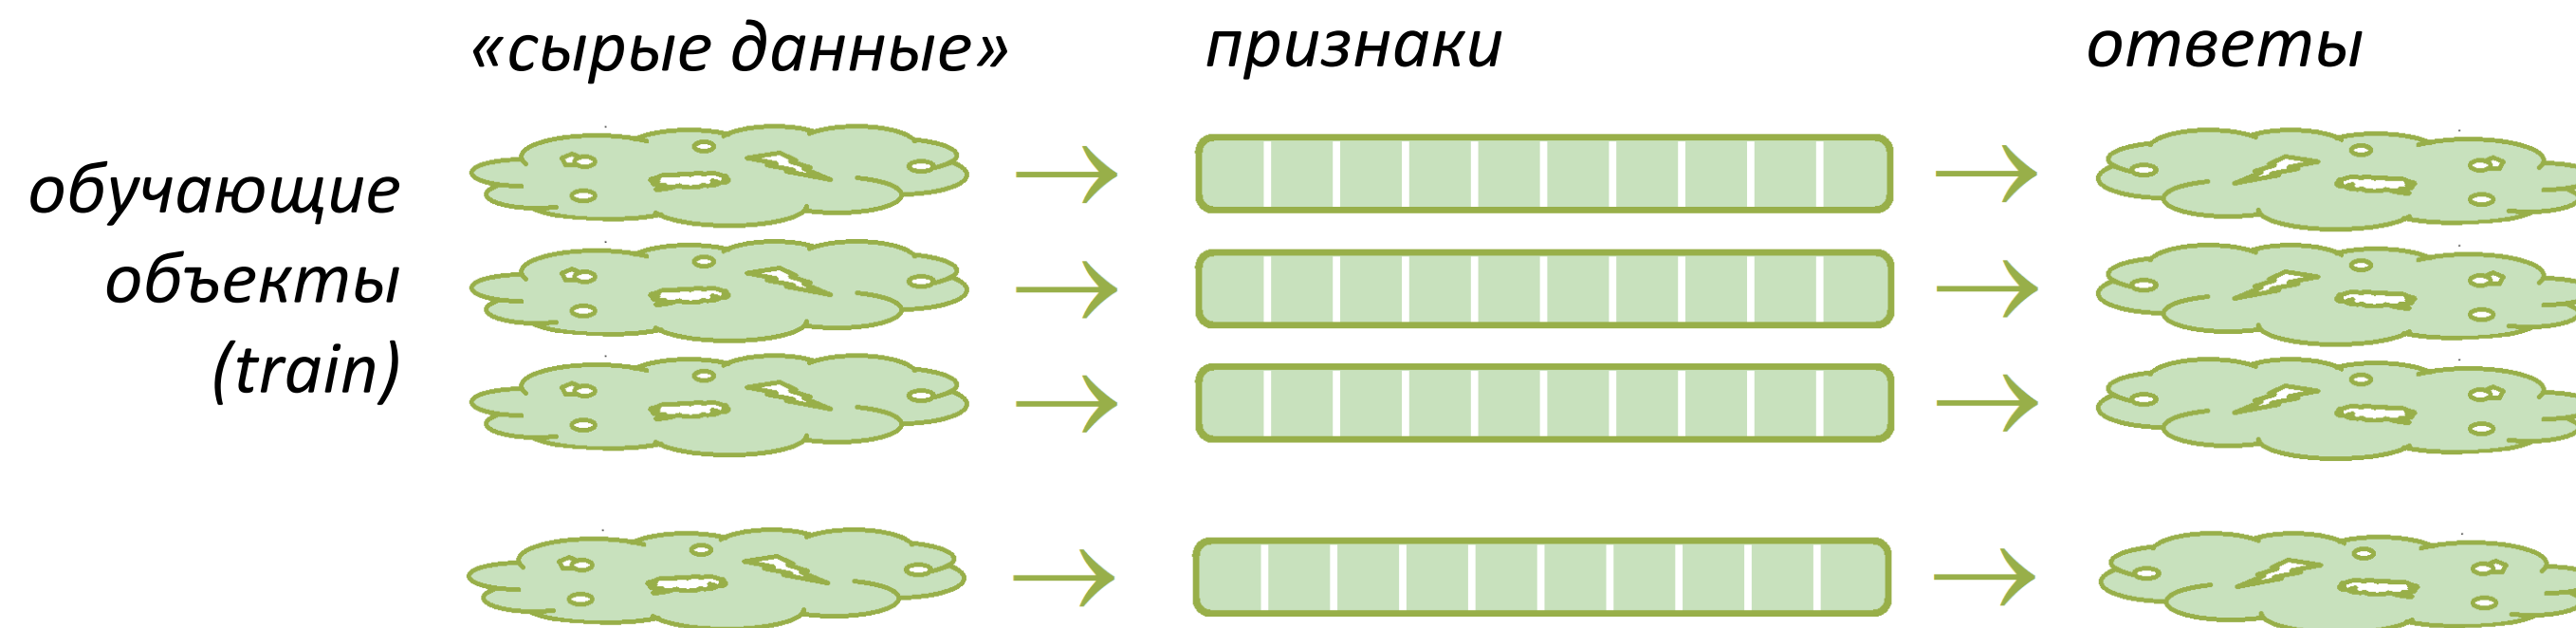 «сырые данные» признаки ответы
обучающие
объекты
(train)